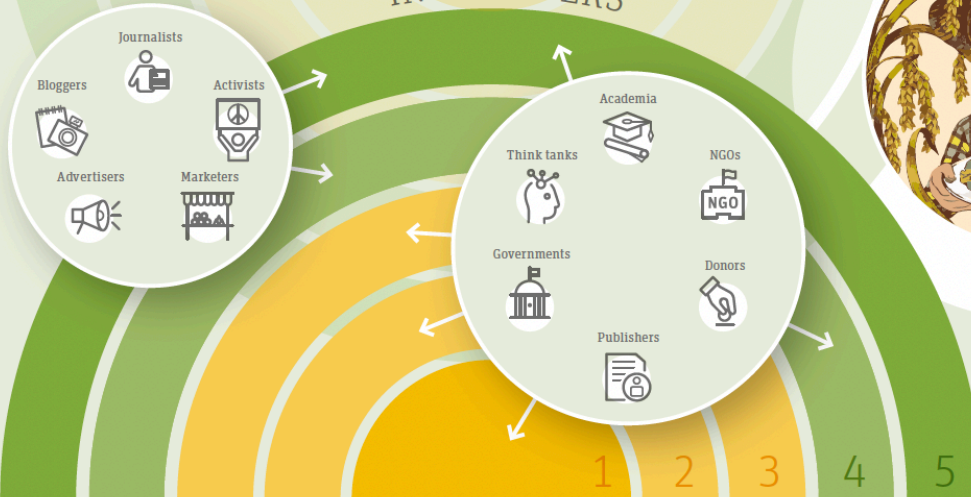 Journalists
Bloggers
Activists
Advertisers
Marketers
Academia
Think tanks
NGOs
NGO
Governments
Donors
Publishers
1 2 3 4 5